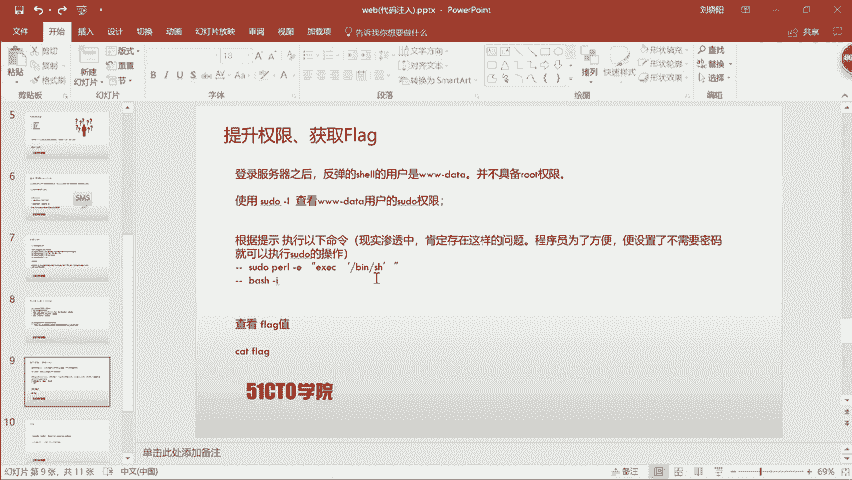 web(代码注入).pptx - PowerPoint
刘晓阳
文件 开始 插入 设计 切换 动画 幻灯片放映 审阅 视图 加载项 告诉我你想要做什么
共享
粘贴 剪切 复制 格式刷
新建 幻灯片 版式 重置 节
18
文字方向 对齐文本 转换为 SmartArt
排列 快速样式 形状填充 形状轮廓 形状效果
查找 替换 选择
剪贴板 幻灯片 字体 段落 绘图 编辑
5
6
SMS
7
8
9
10
提升权限、获取Flag
登录服务器之后，反弹的shell的用户是www-data。并不具备root权限。
使用 sudo -l 查看www-data用户的sudo权限；
根据提示 执行以下命令（现实渗透中，肯定存在这样的问题。程序员为了方便，便设置了不需要密码
就可以执行sudo的操作）
-- sudo perl -e “exec ‘/bin/sh’ ”
-- bash -i
查看 flag值
cat flag
51CTO学院
单击此处添加备注
幻灯片 第 9 张，共 11 张 中文(中国) 备注 69%